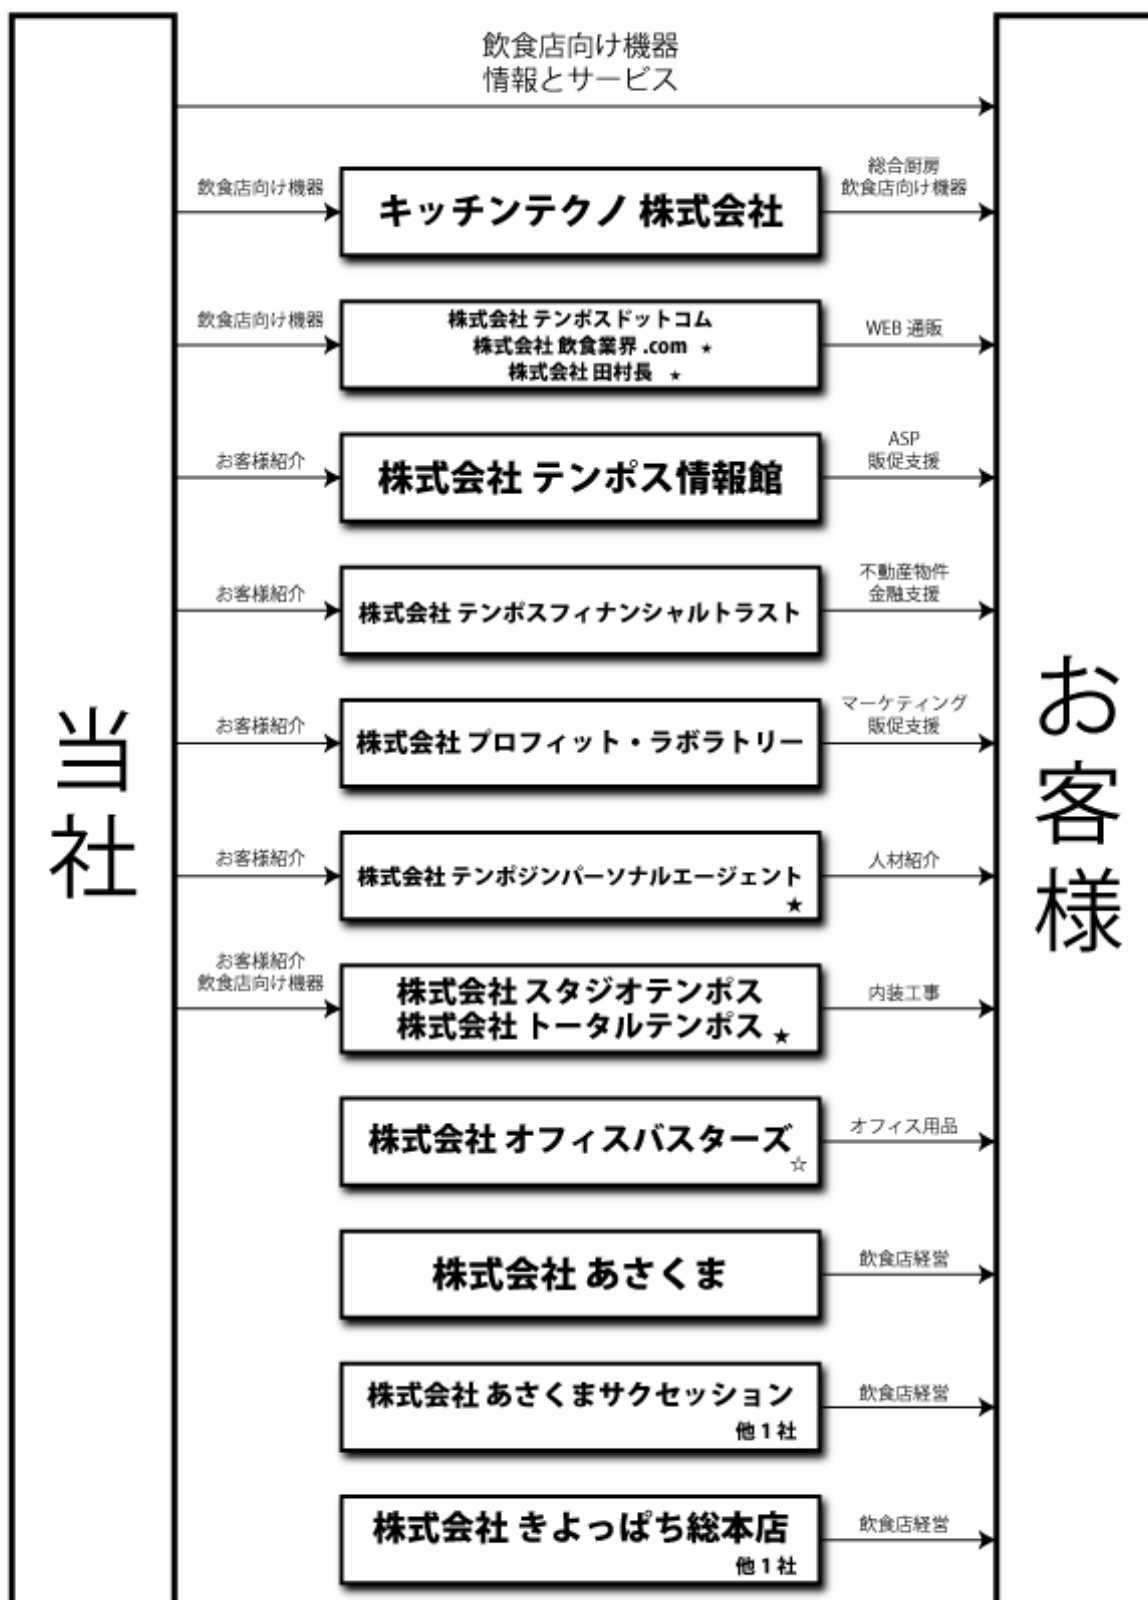 飲食店向け機器
情報とサービス
当社
お客様
飲食店向け機器
キッチンテクノ 株式会社
総合厨房
飲食店向け機器
飲食店向け機器
株式会社 テンポスドットコム
株式会社 飲食業界 .com ★
株式会社 田村長 ★
WEB 通販
お客様紹介
株式会社 テンポス情報館
ASP
販促支援
お客様紹介
株式会社 テンポスフィナンシャルトラスト
不動産物件
金融支援
お客様紹介
株式会社 プロフィット・ラボラトリー
マーケティング
販促支援
お客様紹介
株式会社 テンポジンパーソナルエージェント
★
人材紹介
お客様紹介
飲食店向け機器
株式会社 スタジオテンポス
株式会社 トータルテンポス ★
内装工事
株式会社 オフィスバスターズ
☆
オフィス用品
株式会社 あさくま
飲食店経営
株式会社 あさくまサクセッション
他 1 社
飲食店経営
株式会社 きよっぱち総本店
他 1 社
飲食店経営